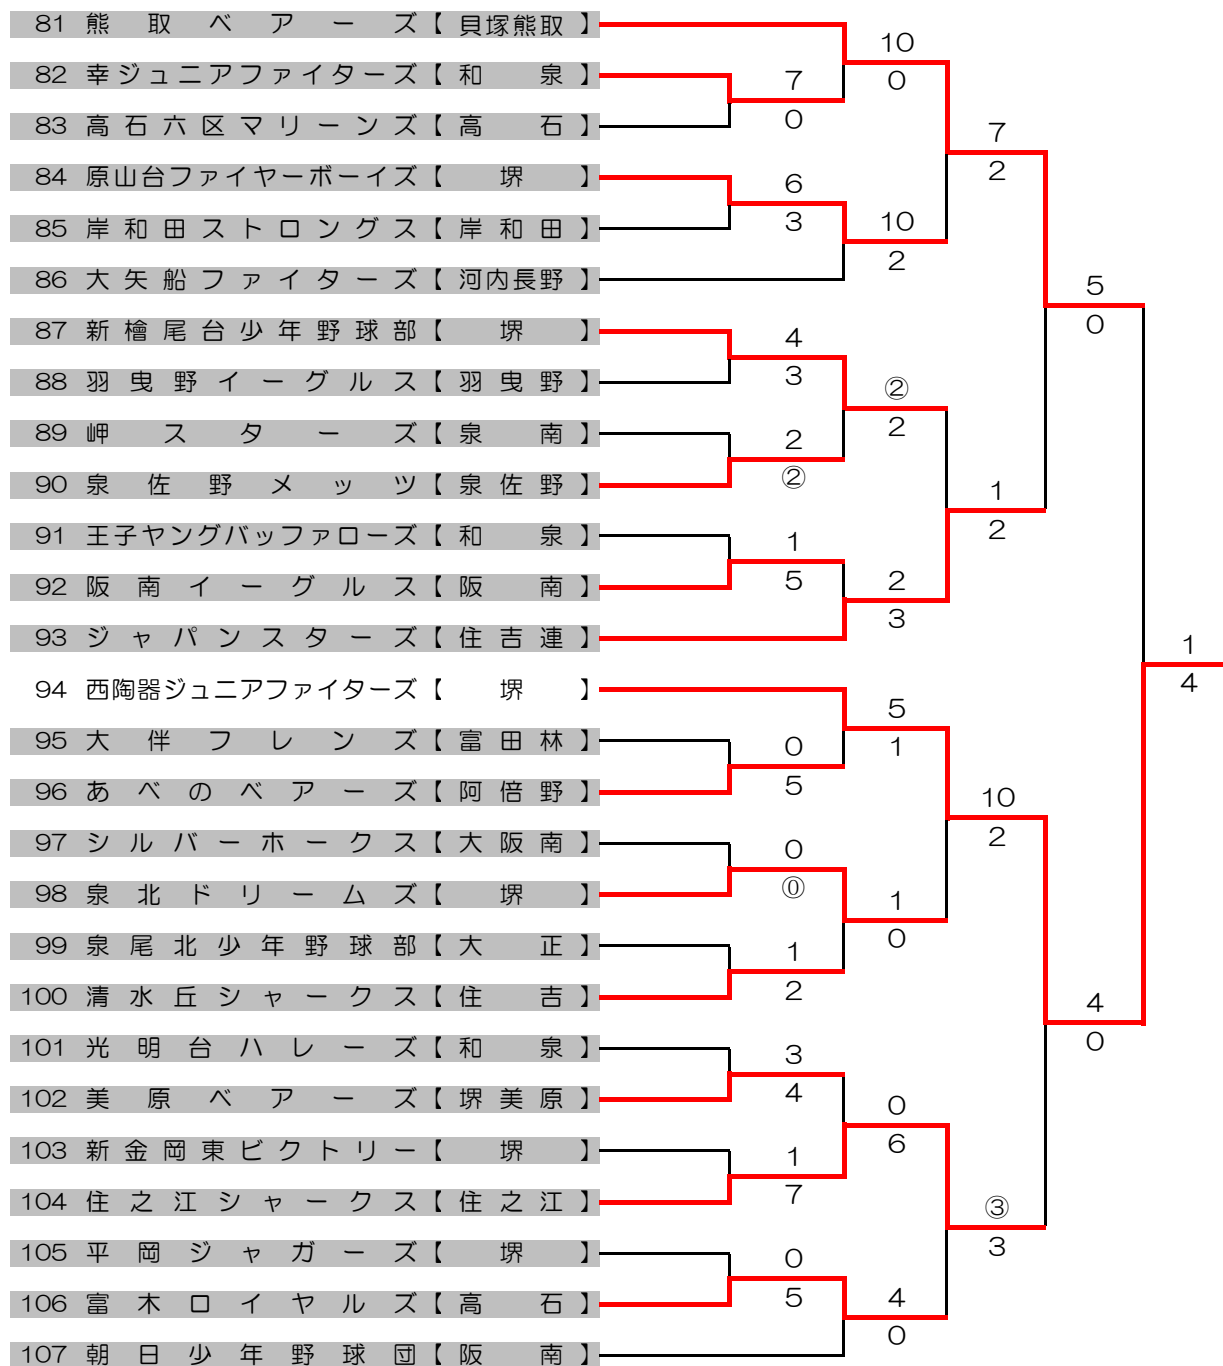 81 熊取ベアーズ【貝塚熊取】
10
82 幸ジュニアファイターズ【和泉】
7
0
0
83 高石六区マリーンズ【高石】
7
2
84 原山台ファイヤーボーイズ【堺】
6
3
10
85 岸和田ストロングス【岸和田】
2
86 大矢船ファイターズ【河内長野】
5
0
87 新檜尾台少年野球部【堺】
4
3
88 羽曳野イーグルス【羽曳野】
②
2
89 岬スターズ【泉南】
2
②
90 泉佐野メッツ【泉佐野】
1
2
91 王子ヤングバッファローズ【和泉】
1
5
92 阪南イーグルス【阪南】
2
3
93 ジャパンスターズ【住吉連】
1
4
94 西陶器ジュニアファイターズ【堺】
5
1
95 大伴フレンズ【富田林】
0
5
96 あべのベアーズ【阿倍野】
10
2
97 シルバーホークス【大阪南】
0
⓪
98 泉北ドリームズ【堺】
1
0
99 泉尾北少年野球部【大正】
1
2
100 清水丘シャークス【住吉】
4
0
101 光明台ハレーズ【和泉】
3
4
102 美原ベアーズ【堺美原】
0
6
103 新金岡東ビクトリー【堺】
1
7
104 住之江シャークス【住之江】
③
3
105 平岡ジャガーズ【堺】
0
5
106 富木ロイヤルズ【高石】
4
0
107 朝日少年野球団【阪南】